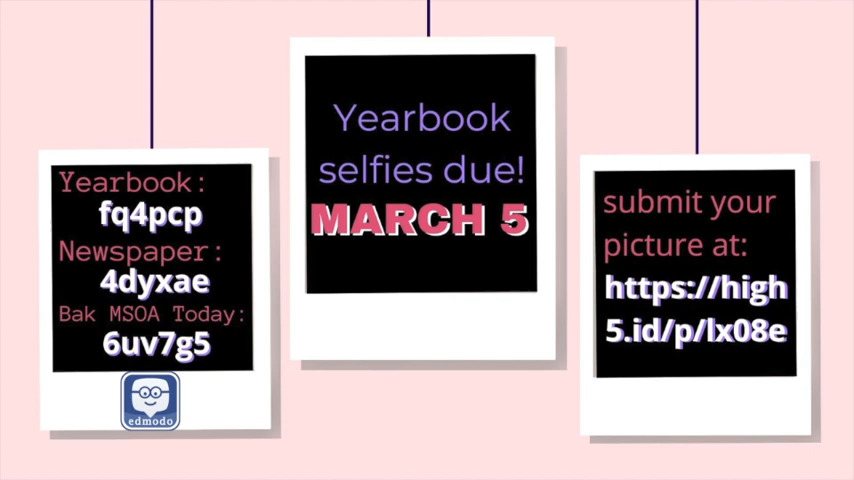 Yearbook:
fq4pcp
Newspaper:
4dyxae
Bak MSOA Today:
6uv7g5
edmodo
Yearbook
selfies due!
MARCH 5
submit your
picture at:
https://high
5.id/p/lx08e